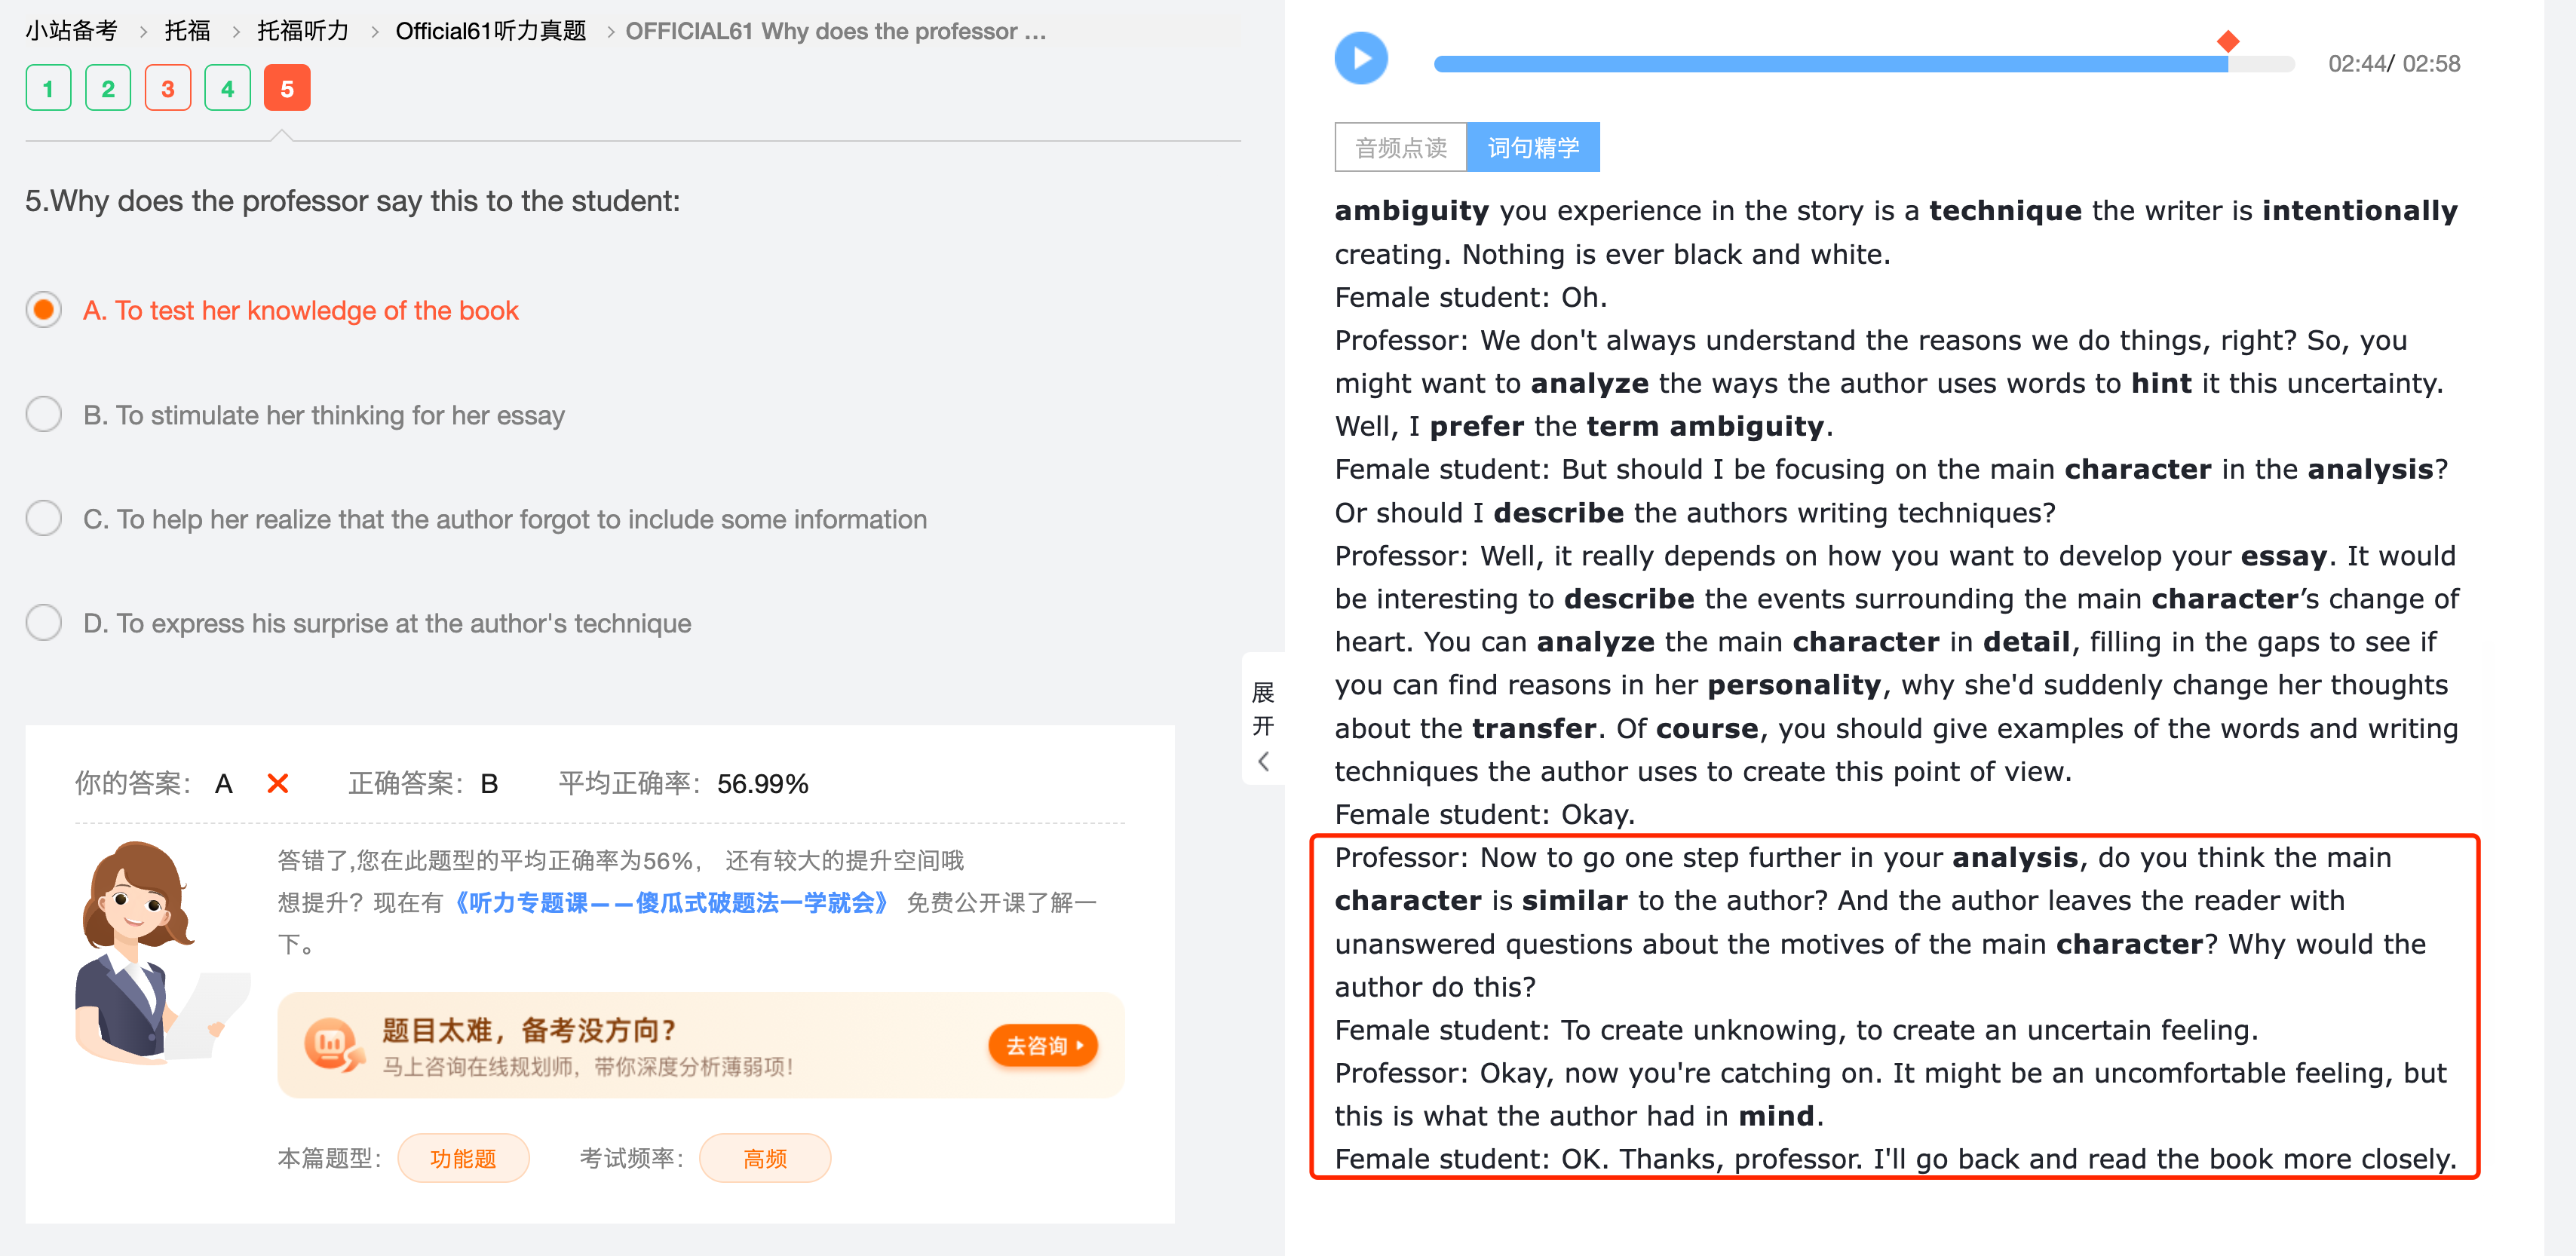 小站备考 > 托福 > 托福听力 > Official61听力真题 > OFFICIAL61 Why does the professor ...
1 2 3 4 5
5.Why does the professor say this to the student:
A. To test her knowledge of the book
B. To stimulate her thinking for her essay
C. To help her realize that the author forgot to include some information
D. To express his surprise at the author's technique
你的答案： A 正确答案： B 平均正确率： 56.99%
答错了,您在此题型的平均正确率为56%， 还有较大的提升空间哦
想提升？现在有《听力专题课——傻瓜式破题法一学就会》 免费公开课了解一
下。
题目太难，备考没方向？
马上咨询在线规划师，带你深度分析薄弱项！
去咨询
本篇题型： 功能题 考试频率： 高频
展
开
02:44/ 02:58
音频点读 词句精学
ambiguity you experience in the story is a technique the writer is intentionally
creating. Nothing is ever black and white.
Female student: Oh.
Professor: We don't always understand the reasons we do things, right? So, you
might want to analyze the ways the author uses words to hint it this uncertainty.
Well, I prefer the term ambiguity.
Female student: But should I be focusing on the main character in the analysis?
Or should I describe the authors writing techniques?
Professor: Well, it really depends on how you want to develop your essay. It would
be interesting to describe the events surrounding the main character’s change of
heart. You can analyze the main character in detail, filling in the gaps to see if
you can find reasons in her personality, why she'd suddenly change her thoughts
about the transfer. Of course, you should give examples of the words and writing
techniques the author uses to create this point of view.
Female student: Okay.
Professor: Now to go one step further in your analysis, do you think the main
character is similar to the author? And the author leaves the reader with
unanswered questions about the motives of the main character? Why would the
author do this?
Female student: To create unknowing, to create an uncertain feeling.
Professor: Okay, now you're catching on. It might be an uncomfortable feeling, but
this is what the author had in mind.
Female student: OK. Thanks, professor. I'll go back and read the book more closely.